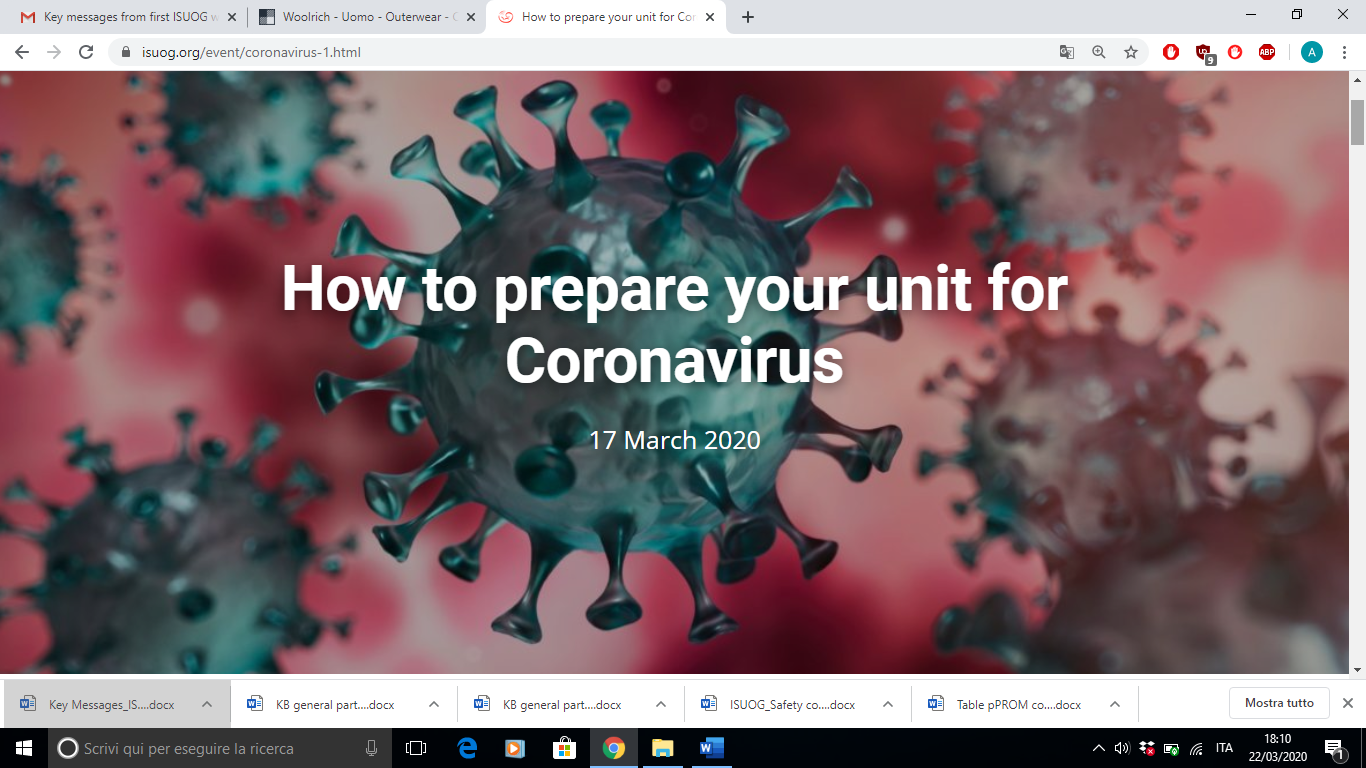 Key messages from first ISUOG w
Woolrich - Uomo - Outerwear - C
How to prepare your unit for Cor
isuog.org/event/coronavirus-1.html
9
ABP
A
How to prepare your unit for
Coronavirus
17 March 2020
Key Messages_IS....docx
KB general part....docx
KB general part....docx
ISUOG_Safety co....docx
Table pPROM co....docx
Mostra tutto
Scrivi qui per eseguire la ricerca
ITA
18:10
22/03/2020
1